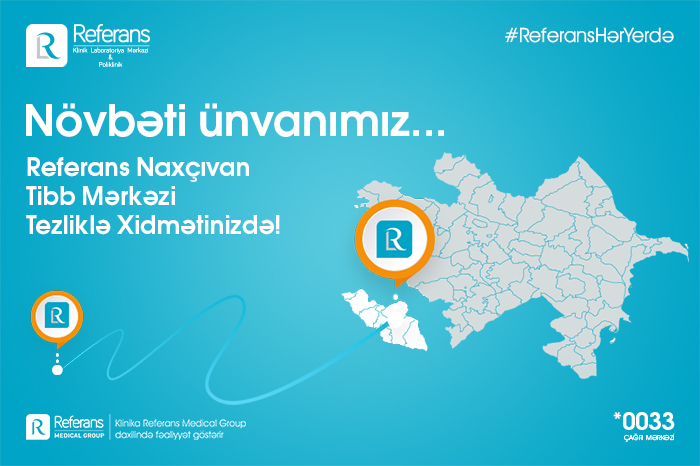 Referans
Klinik Laboratoriya Mərkəzi
&
Poliklinik
#ReferansHərYerdə
Növbəti ünvanımız...
Referans Naxçıvan
Tibb Mərkəzi
Tezliklə Xidmətinizdə!
Referans
MEDICAL GROUP
Klinika Referans Medical Group
daxilində fəaliyyət göstərir
*0033
ÇAĞRI MƏRKƏZİ